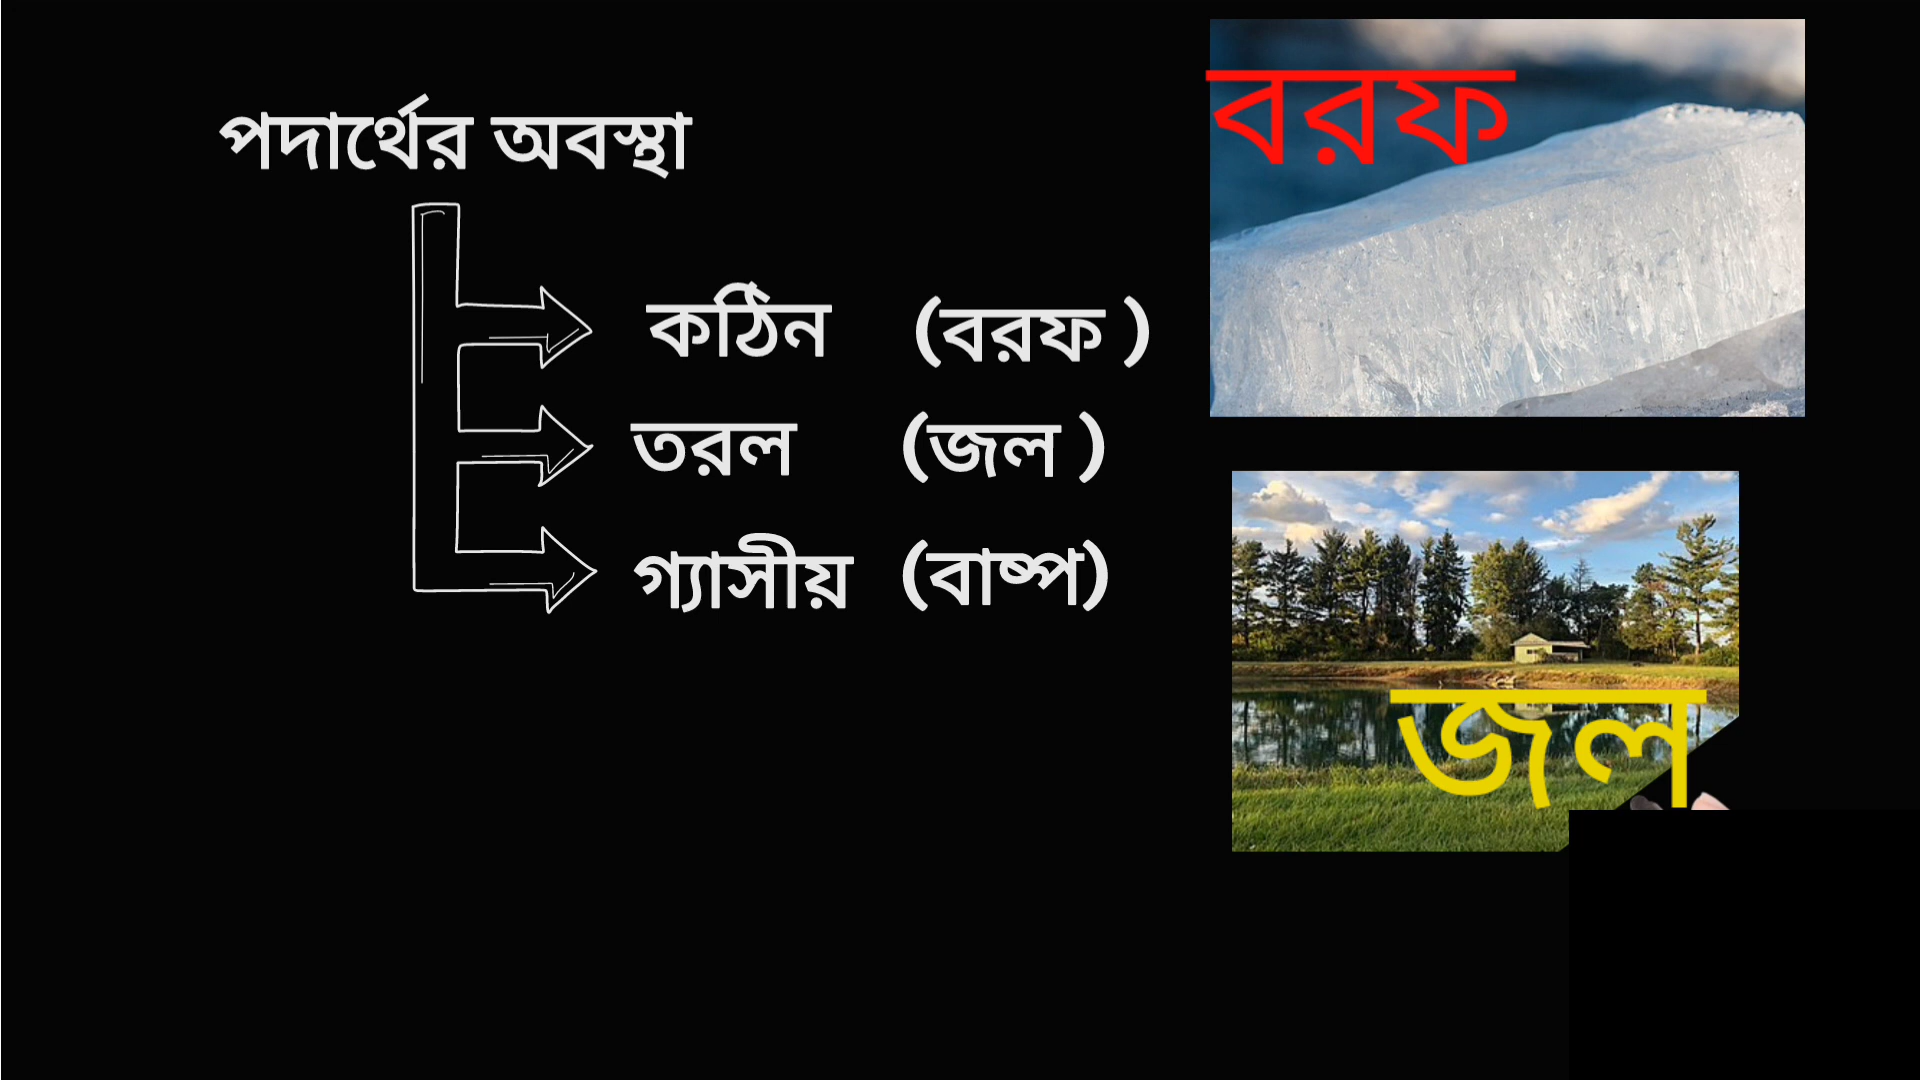 পদার্থের অবস্থা
কঠিন (বরফ )
তরল (জল )
গ্যাসীয় (বাষ্প)
বরফ
জল